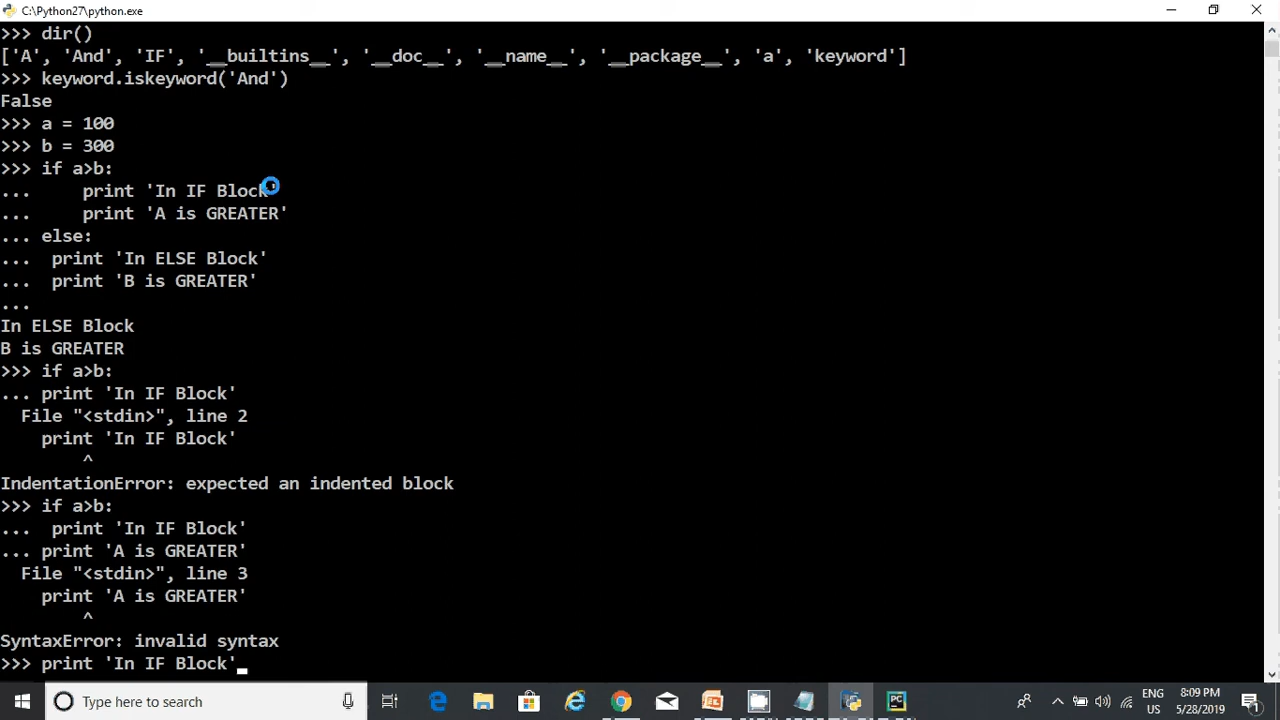 C:\Python27\python.exe
>>> dir()
['A', 'And', 'IF', '__builtins__', '__doc__', '__name__', '__package__', 'a', 'keyword']
>>> keyword.iskeyword('And')
False
>>> a = 100
>>> b = 300
>>> if a>b:
...     print 'In IF Block'
...     print 'A is GREATER'
... else:
...  print 'In ELSE Block'
...  print 'B is GREATER'
...
In ELSE Block
B is GREATER
>>> if a>b:
... print 'In IF Block'
  File "<stdin>", line 2
    print 'In IF Block'
        ^
IndentationError: expected an indented block
>>> if a>b:
...  print 'In IF Block'
... print 'A is GREATER'
  File "<stdin>", line 3
    print 'A is GREATER'
        ^
SyntaxError: invalid syntax
>>> print 'In IF Block'
Type here to search
ENG
US
8:09 PM
5/28/2019
1